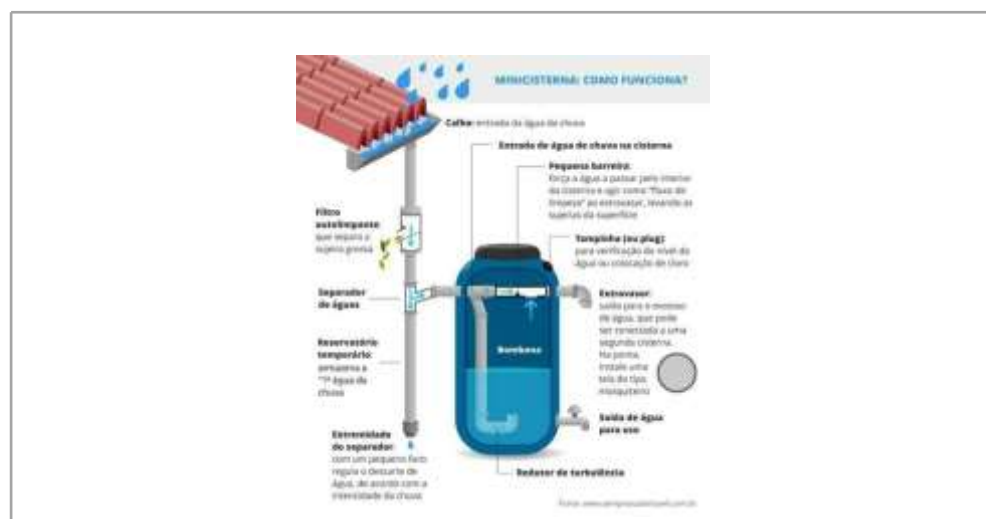 MINICISTERNA: COMO FUNCIONA?
Calha: entrada da água de chuva
Entrada de água de chuva na cisterna
Pequena barreira:
força a água a passar pelo interior
da cisterna e agir como "fluxo de
limpeza" ao extravasar, levando as
sujeiras da superfície
Filtro
autolimpante
que separa a
sujeira grossa
Tampinha (ou plug)
para verificação do nível da
água ou colocação de cloro
Separador
de águas
Extravasor:
saída para o excesso
de água, que pode
ser conectada a uma
segunda cisterna.
Na ponta,
instale uma
tela do tipo
mosquiteiro
Reservatório
temporário:
armazena a
"1ª água da
chuva
Bombona
Saída de água
para uso
Extremidade
do separador:
com um pequeno furo
regula o descarte de
água, de acordo com a
intensidade da chuva
Redutor de turbulência
Fonte: